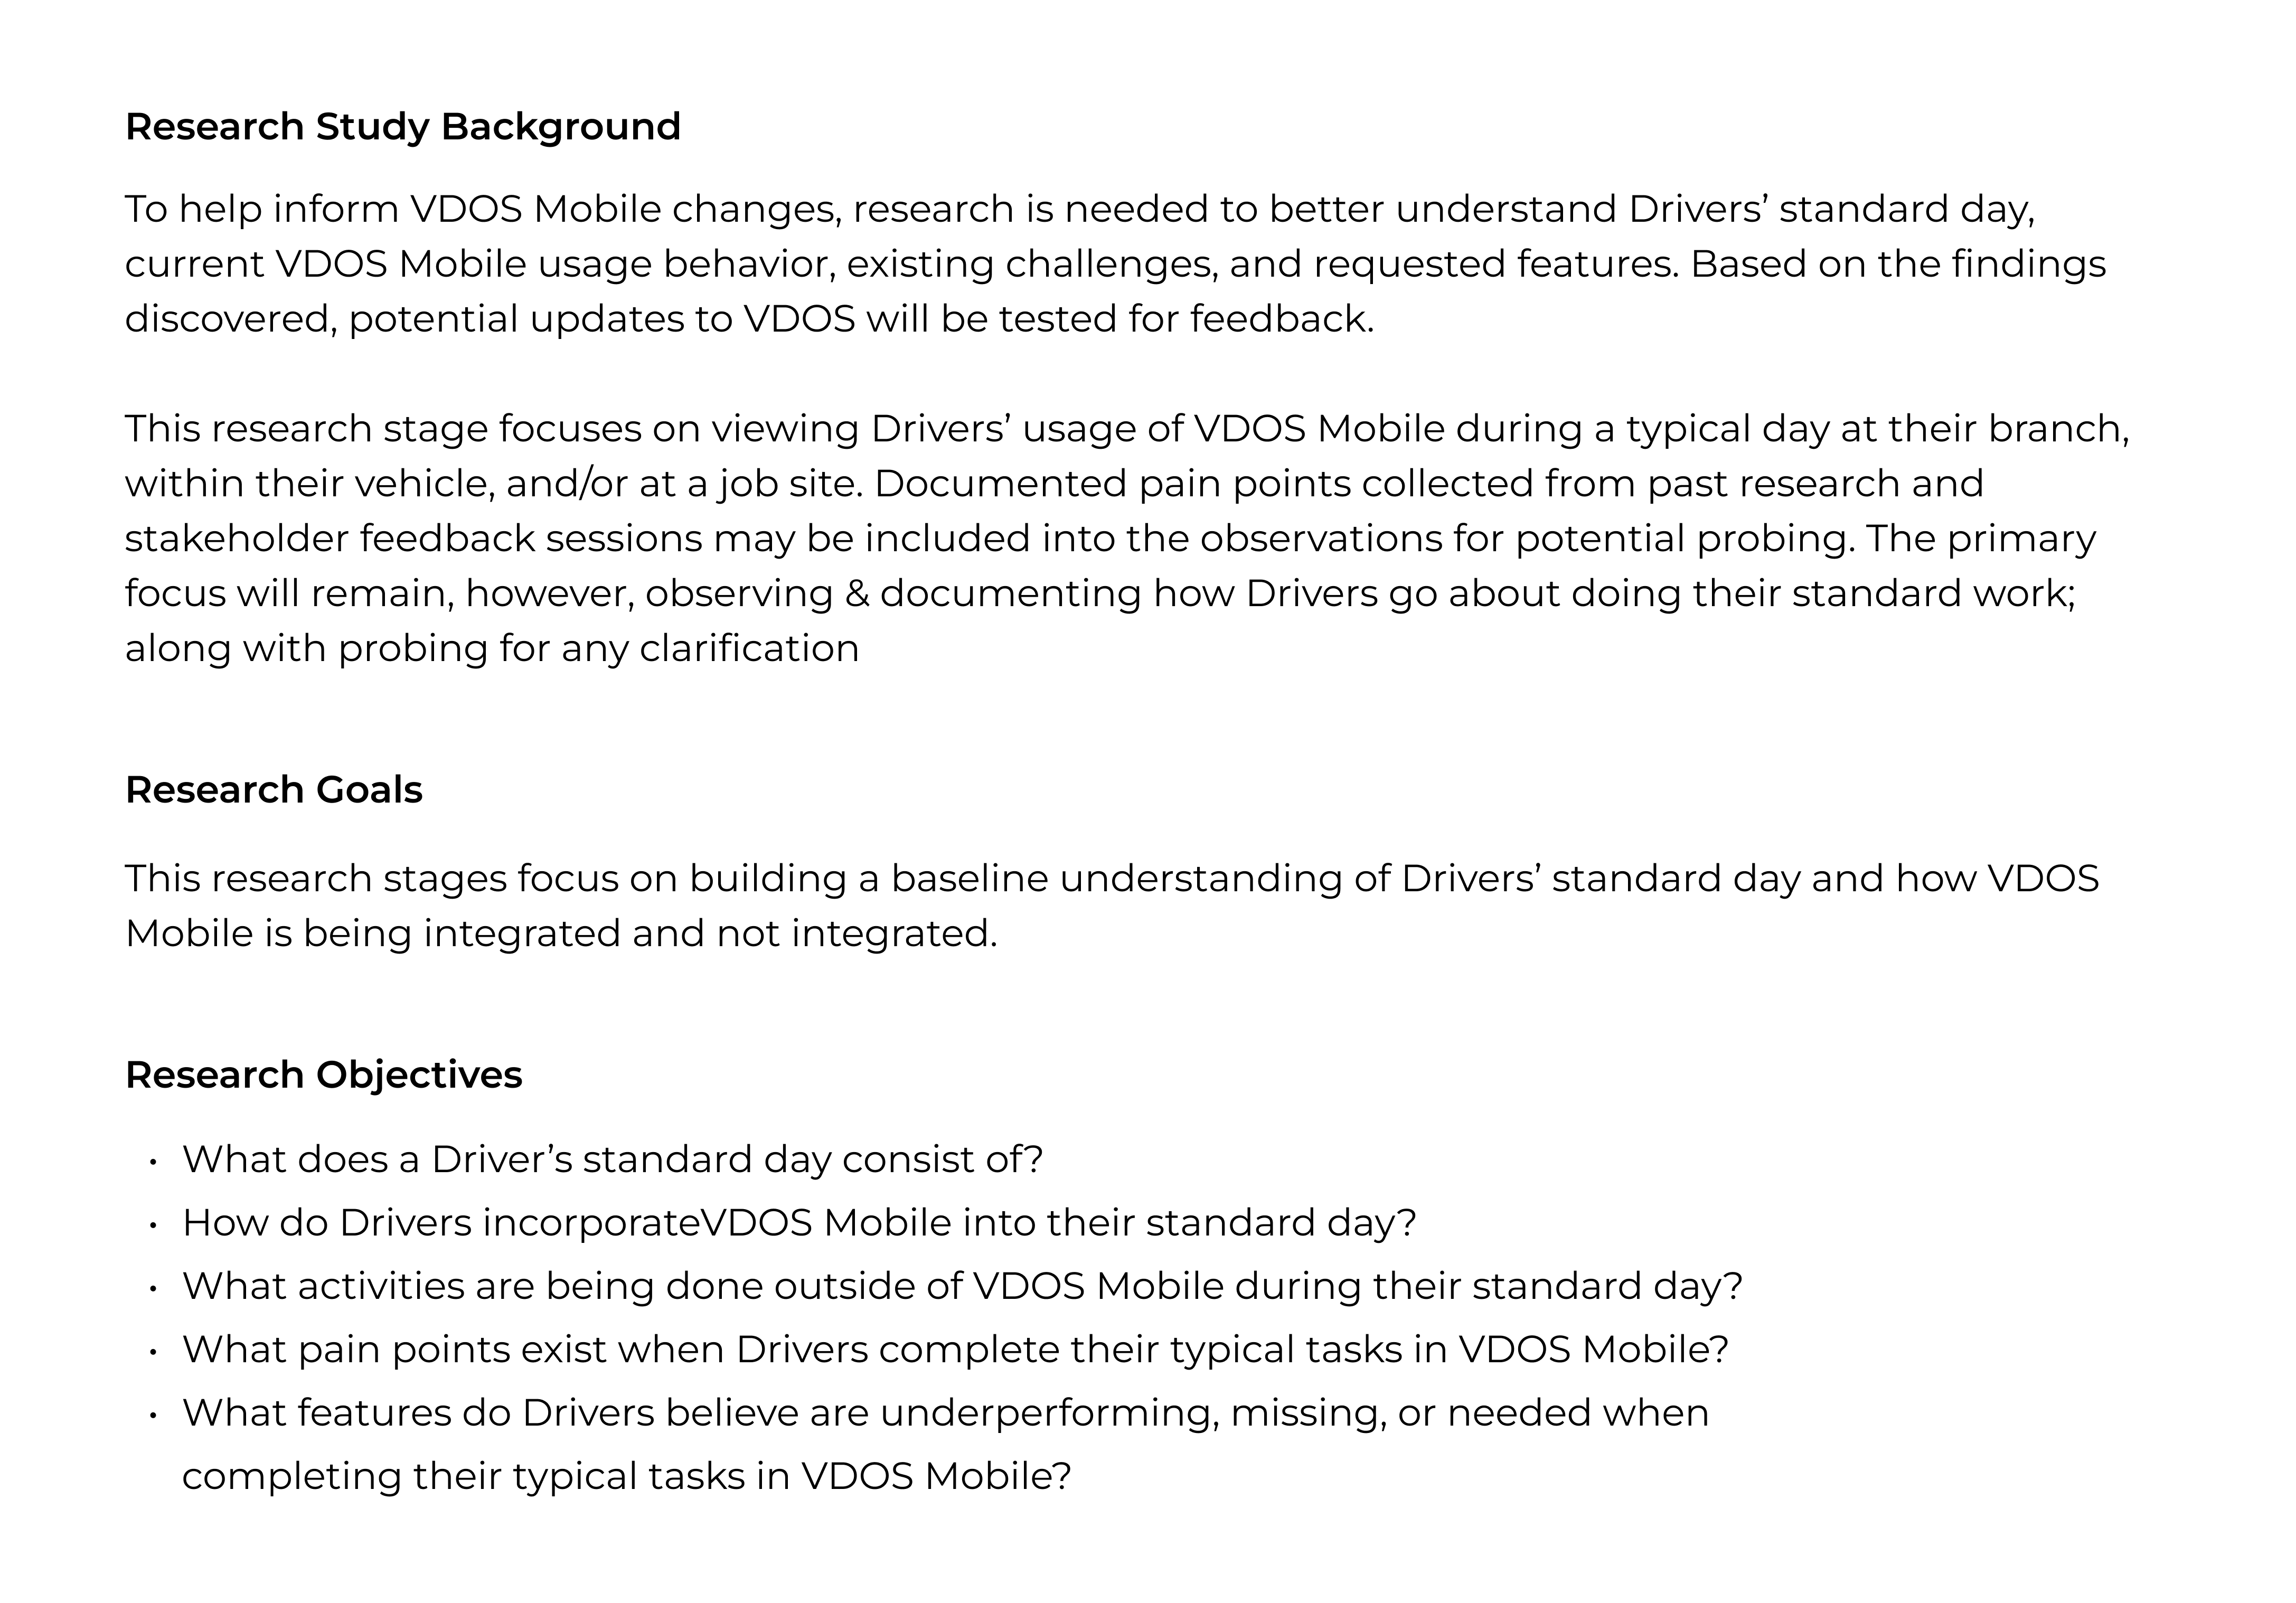 Research Study Background
To help inform VDOS Mobile changes, research is needed to better understand Drivers’ standard day,
current VDOS Mobile usage behavior, existing challenges, and requested features. Based on the findings
discovered, potential updates to VDOS will be tested for feedback.
This research stage focuses on viewing Drivers’ usage of VDOS Mobile during a typical day at their branch,
within their vehicle, and/or at a job site. Documented pain points collected from past research and
stakeholder feedback sessions may be included into the observations for potential probing. The primary
focus will remain, however, observing & documenting how Drivers go about doing their standard work;
along with probing for any clarification
Research Goals
This research stages focus on building a baseline understanding of Drivers’ standard day and how VDOS
Mobile is being integrated and not integrated.
Research Objectives
• What does a Driver’s standard day consist of?
• How do Drivers incorporateVDOS Mobile into their standard day?
• What activities are being done outside of VDOS Mobile during their standard day?
• What pain points exist when Drivers complete their typical tasks in VDOS Mobile?
• What features do Drivers believe are underperforming, missing, or needed when
completing their typical tasks in VDOS Mobile?